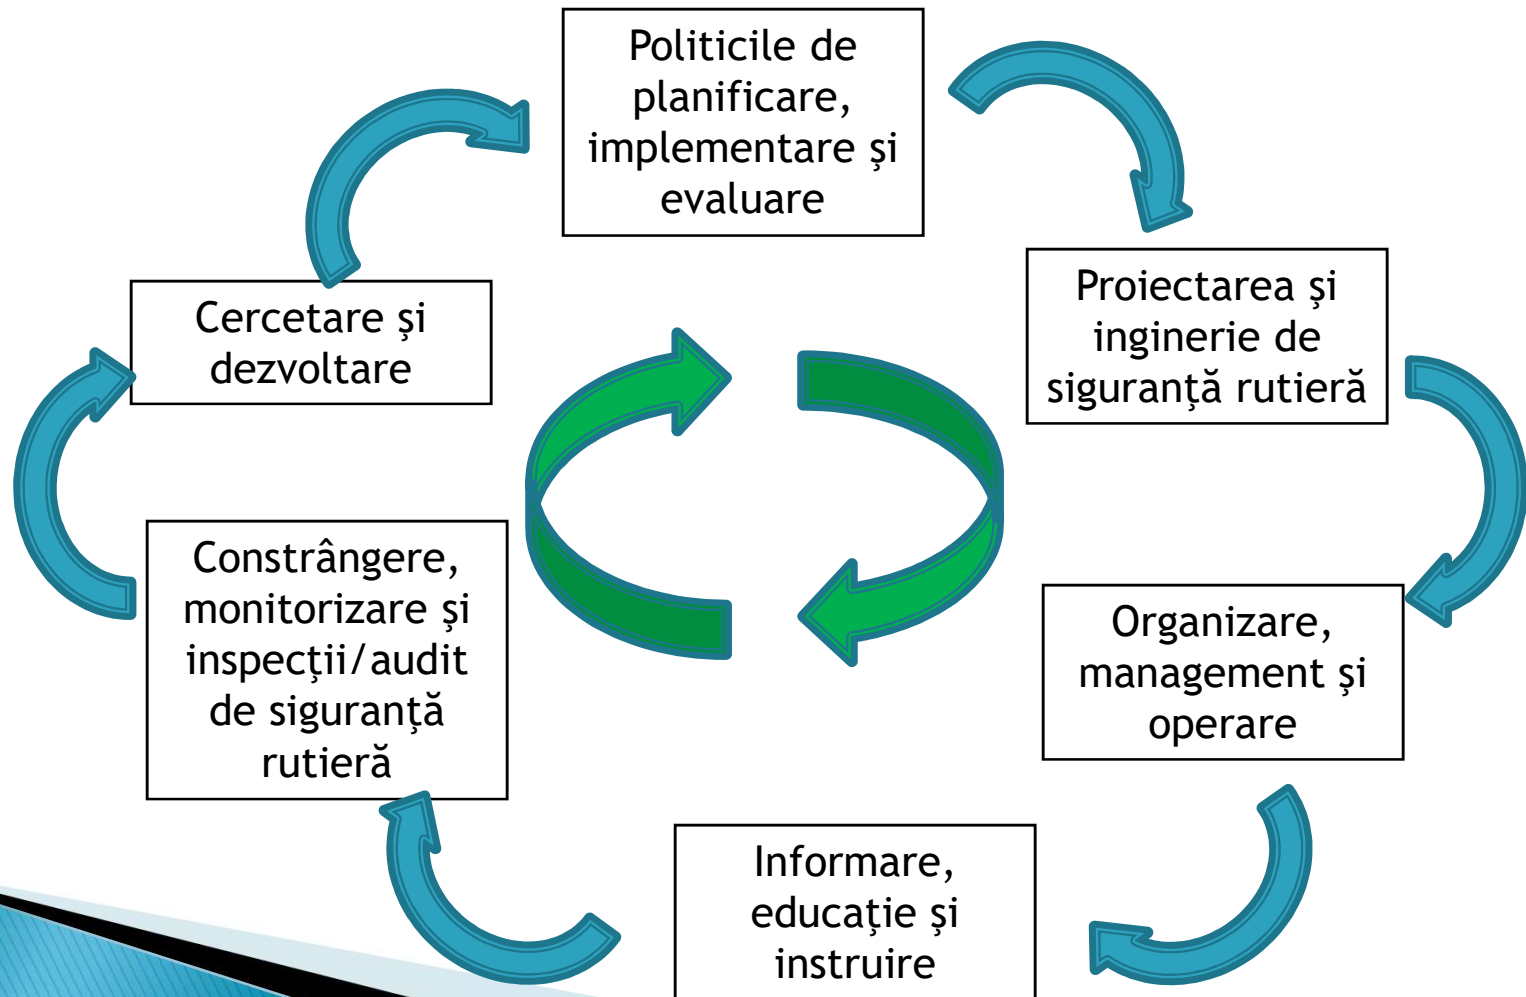 Politicile de
planificare,
implementare şi
evaluare
Proiectarea şi
inginerie de
siguranţă rutieră
Organizare,
management şi
operare
Informare,
educaţie şi
instruire
Constrângere,
monitorizare şi
inspecţii/audit
de siguranţă
rutieră
Cercetare şi
dezvoltare